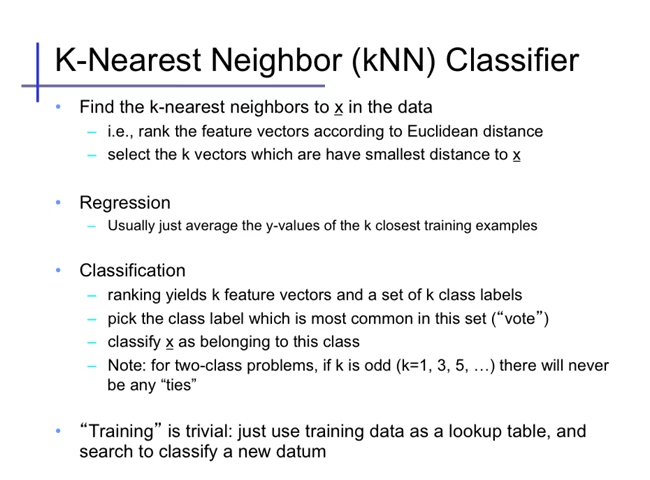 K-Nearest Neighbor (kNN) Classifier
• Find the k-nearest neighbors to x in the data
– i.e., rank the feature vectors according to Euclidean distance
– select the k vectors which are have smallest distance to x
• Regression
– Usually just average the y-values of the k closest training examples
• Classification
– ranking yields k feature vectors and a set of k class labels
– pick the class label which is most common in this set (“vote”)
– classify x as belonging to this class
– Note: for two-class problems, if k is odd (k=1, 3, 5, …) there will never
be any “ties”
• “Training” is trivial: just use training data as a lookup table, and
search to classify a new datum